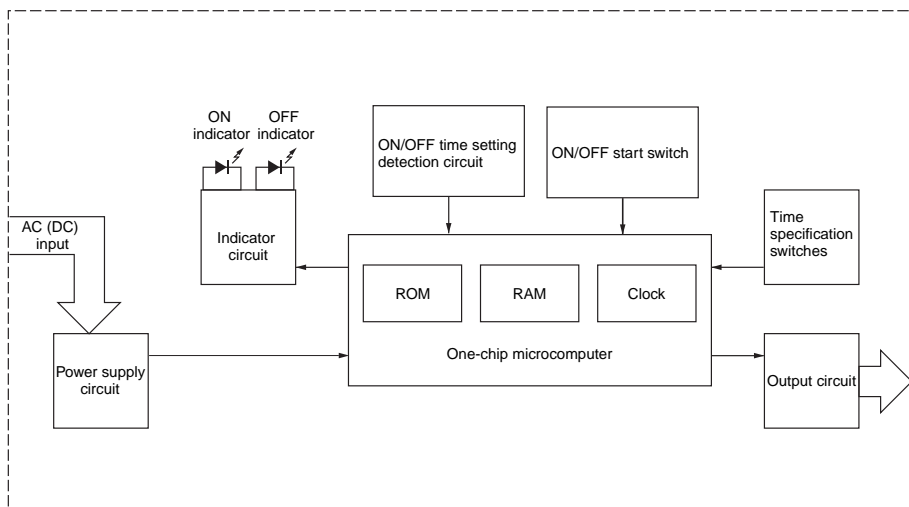 ON
indicator
OFF
indicator
ON/OFF time setting
detection circuit
ON/OFF start switch
AC (DC)
input
Indicator
circuit
Time
specification
switches
ROM
RAM
Clock
One-chip microcomputer
Power supply
circuit
Output circuit